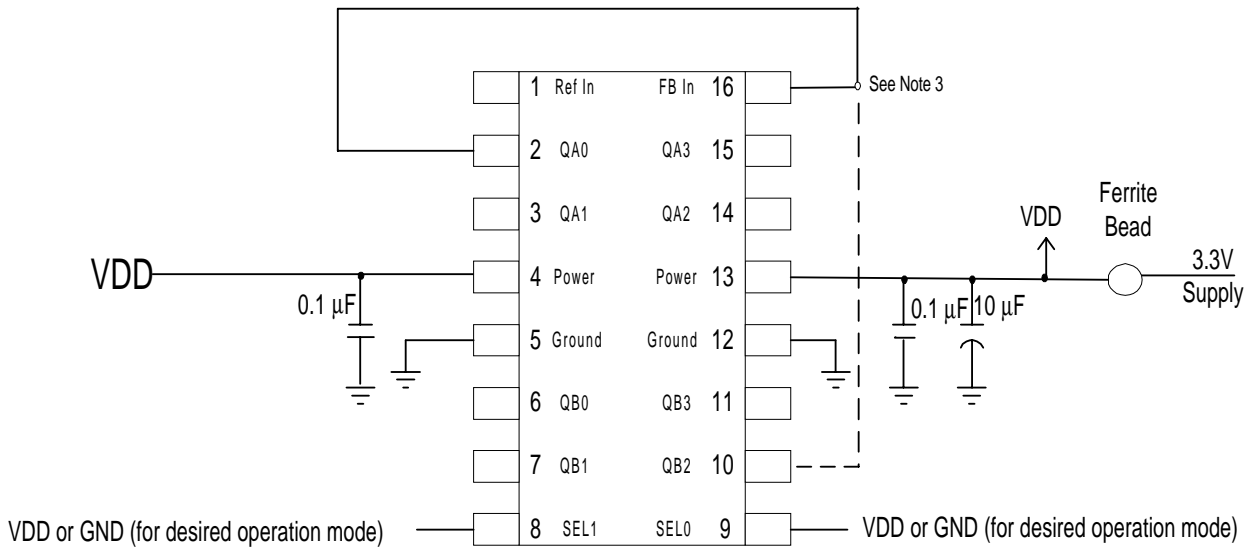 1 Ref In FB In 16 See Note 3
2 QA0 QA3 15
3 QA1 QA2 14
Ferrite
Bead
VDD
VDD 4 Power Power 13 3.3V
Supply
0.1 µF 0.1 µF 10 µF
5 Ground Ground 12
6 QB0 QB3 11
7 QB1 QB2 10
VDD or GND (for desired operation mode) 8 SEL1 SEL0 9 VDD or GND (for desired operation mode)